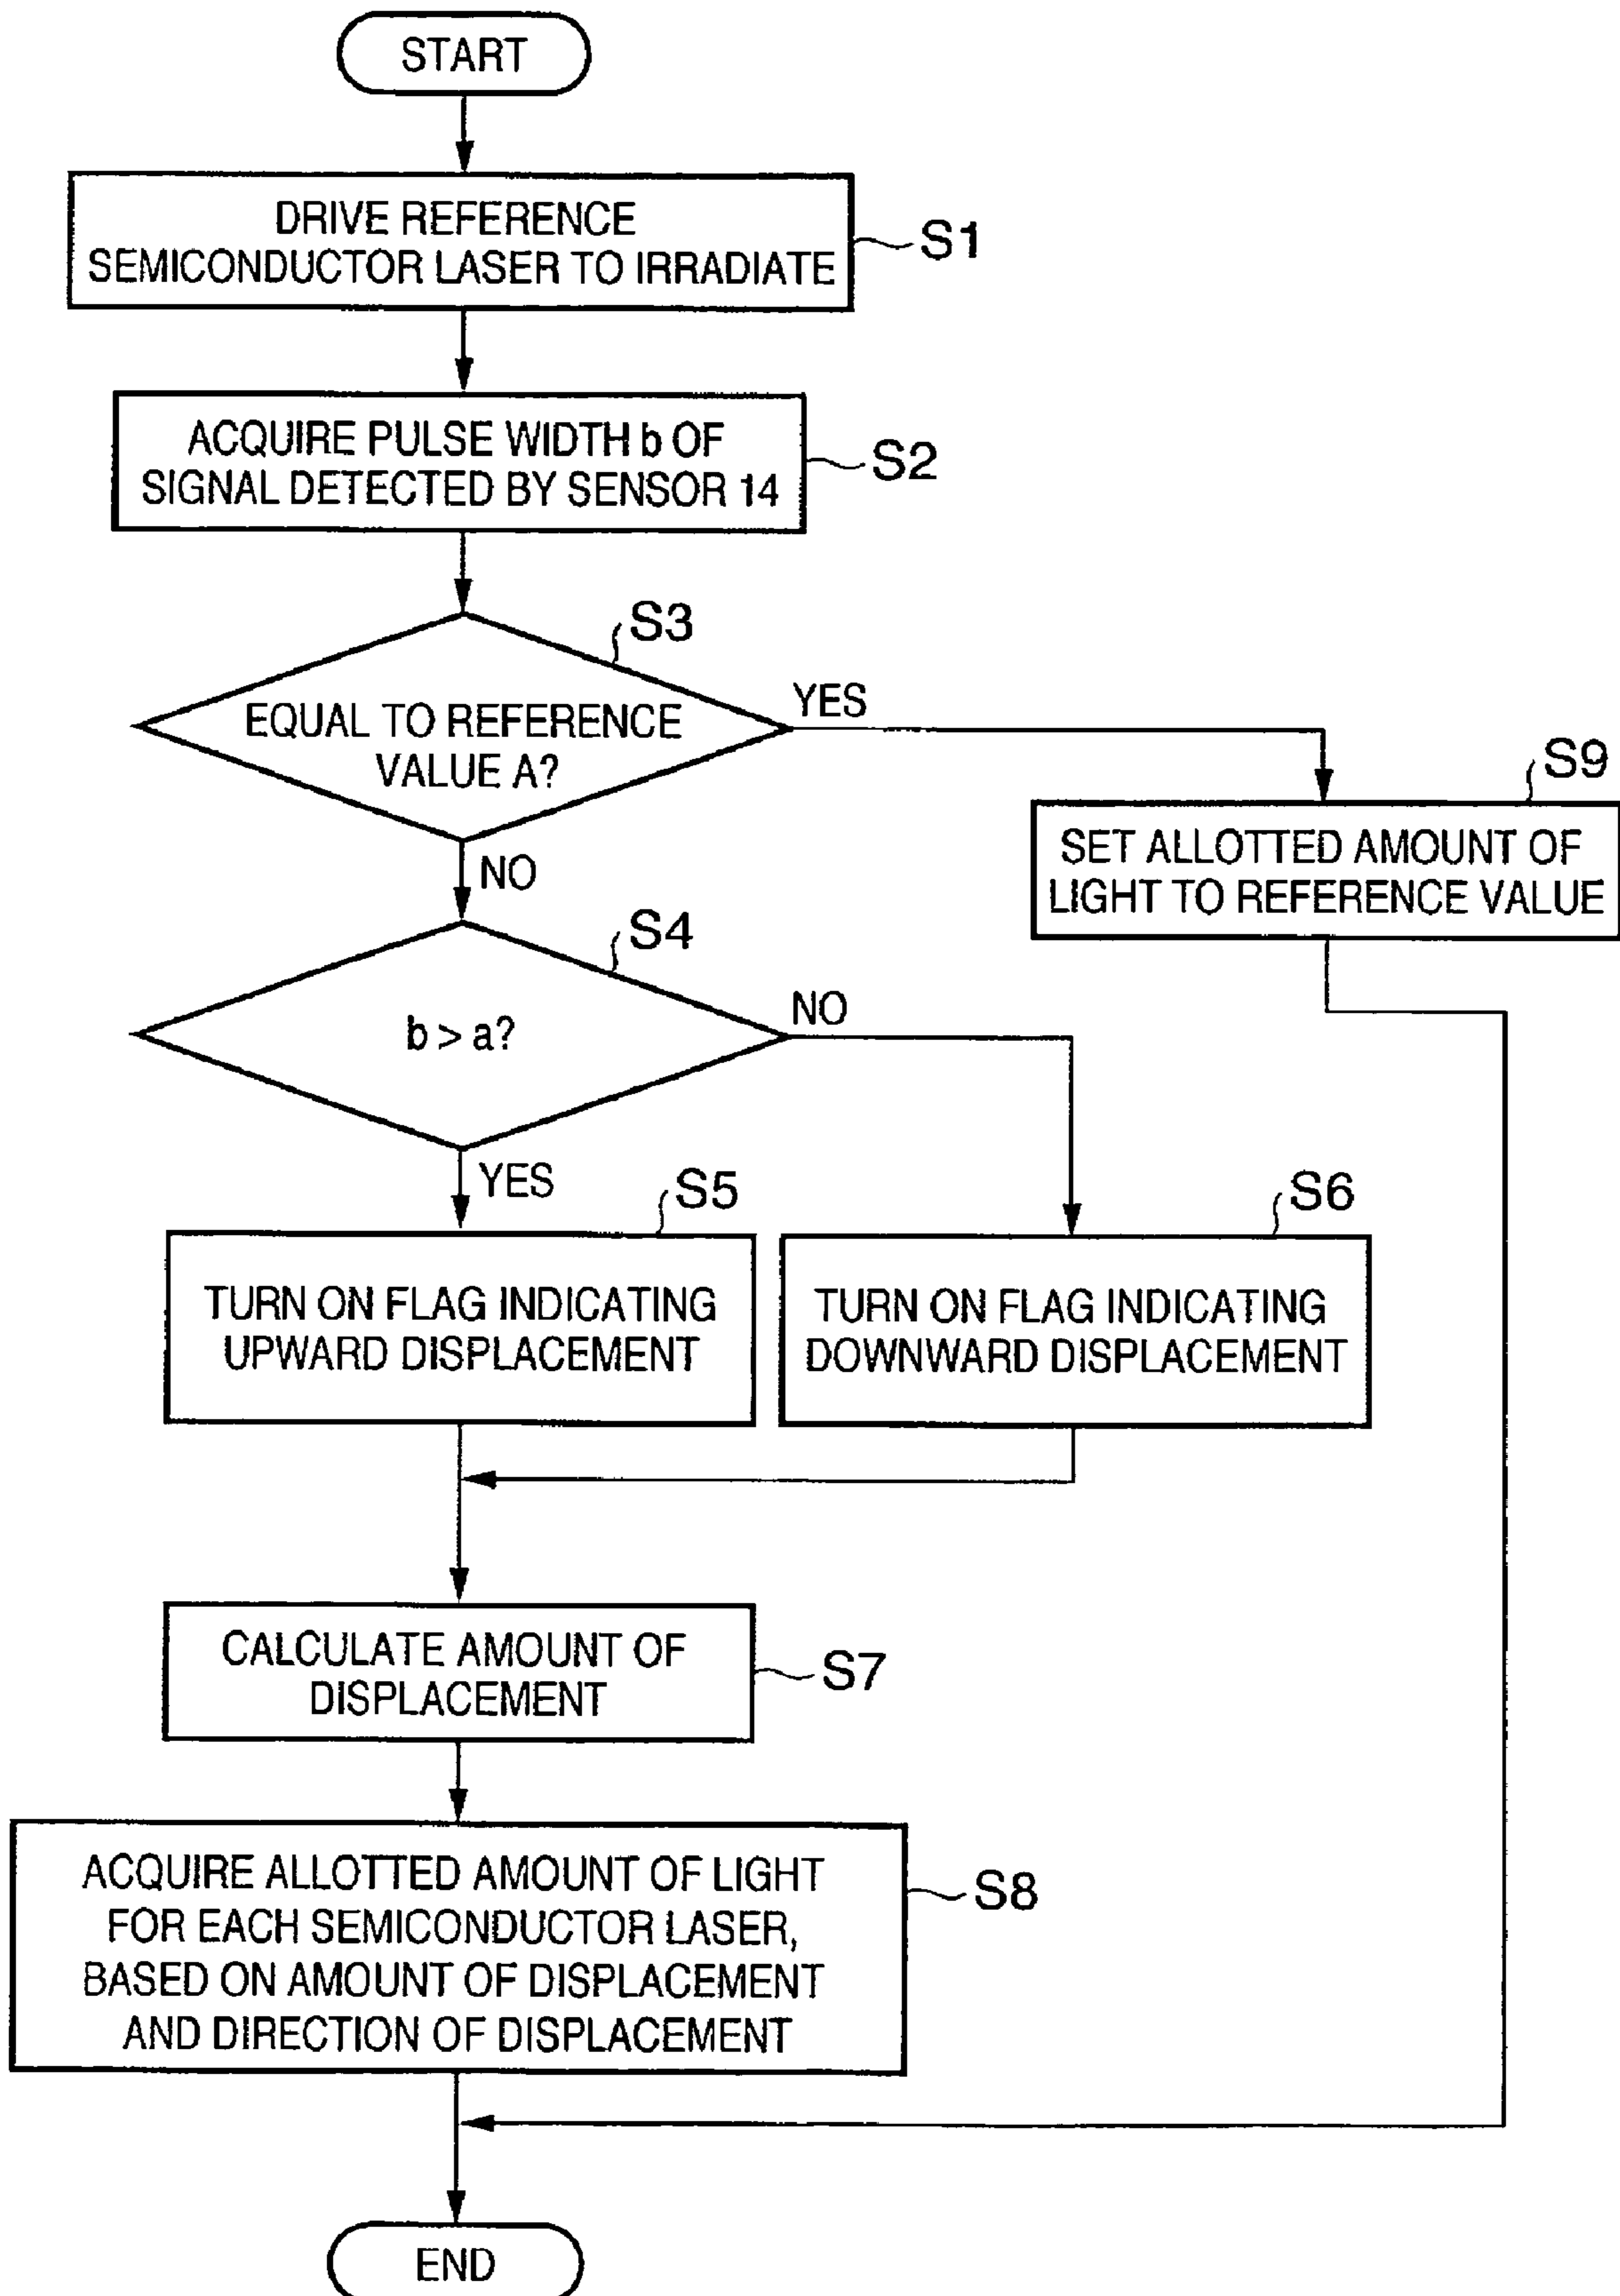 START
DRIVE REFERENCE
SEMICONDUCTOR LASER TO IRRADIATE
S1
ACQUIRE PULSE WIDTH b OF
SIGNAL DETECTED BY SENSOR 14
S2
S3
EQUAL TO REFERENCE
VALUE A?
YES
NO
S9
SET ALLOTTED AMOUNT OF
LIGHT TO REFERENCE VALUE
S4
b > a?
NO
YES
S5
TURN ON FLAG INDICATING
UPWARD DISPLACEMENT
S6
TURN ON FLAG INDICATING
DOWNWARD DISPLACEMENT
CALCULATE AMOUNT OF
DISPLACEMENT
S7
ACQUIRE ALLOTTED AMOUNT OF LIGHT
FOR EACH SEMICONDUCTOR LASER,
BASED ON AMOUNT OF DISPLACEMENT
AND DIRECTION OF DISPLACEMENT
S8
END